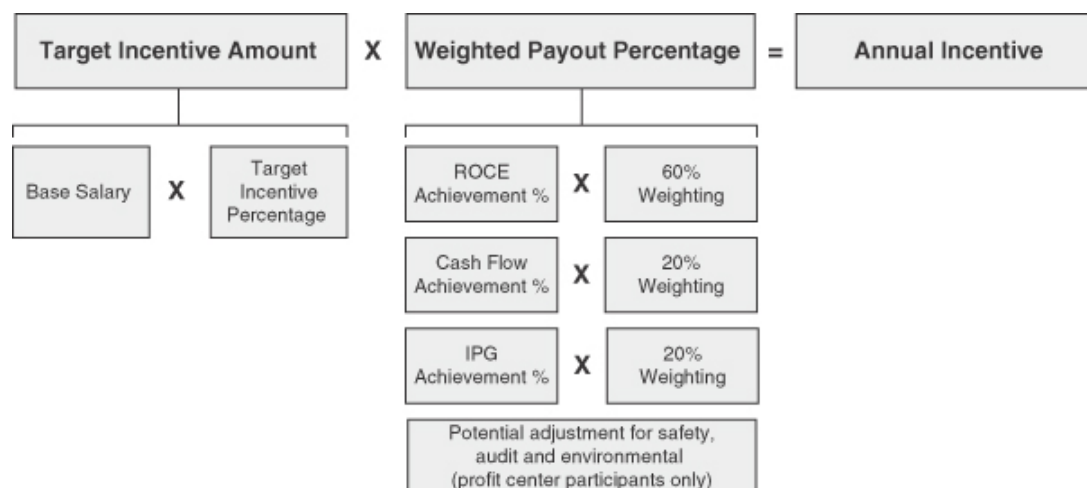 Target Incentive Amount X Weighted Payout Percentage = Annual Incentive
Base Salary X Target
Incentive
Percentage
ROCE
Achievement % X 60%
Weighting
Cash Flow
Achievement % X 20%
Weighting
IPG
Achievement % X 20%
Weighting
Potential adjustment for safety,
audit and environmental
(profit center participants only)